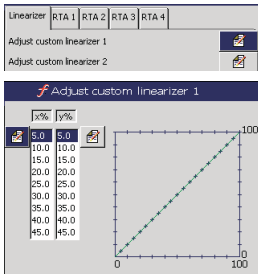 Linearizer RTA 1 RTA 2 RTA 3 RTA 4
Adjust custom linearizer 1
Adjust custom linearizer 2
f Adjust custom linearizer 1
x% y%
5.0 5.0
10.0 10.0
15.0 15.0
20.0 20.0
25.0 25.0
30.0 30.0
35.0 35.0
40.0 40.0
45.0 45.0
100
0
0 100